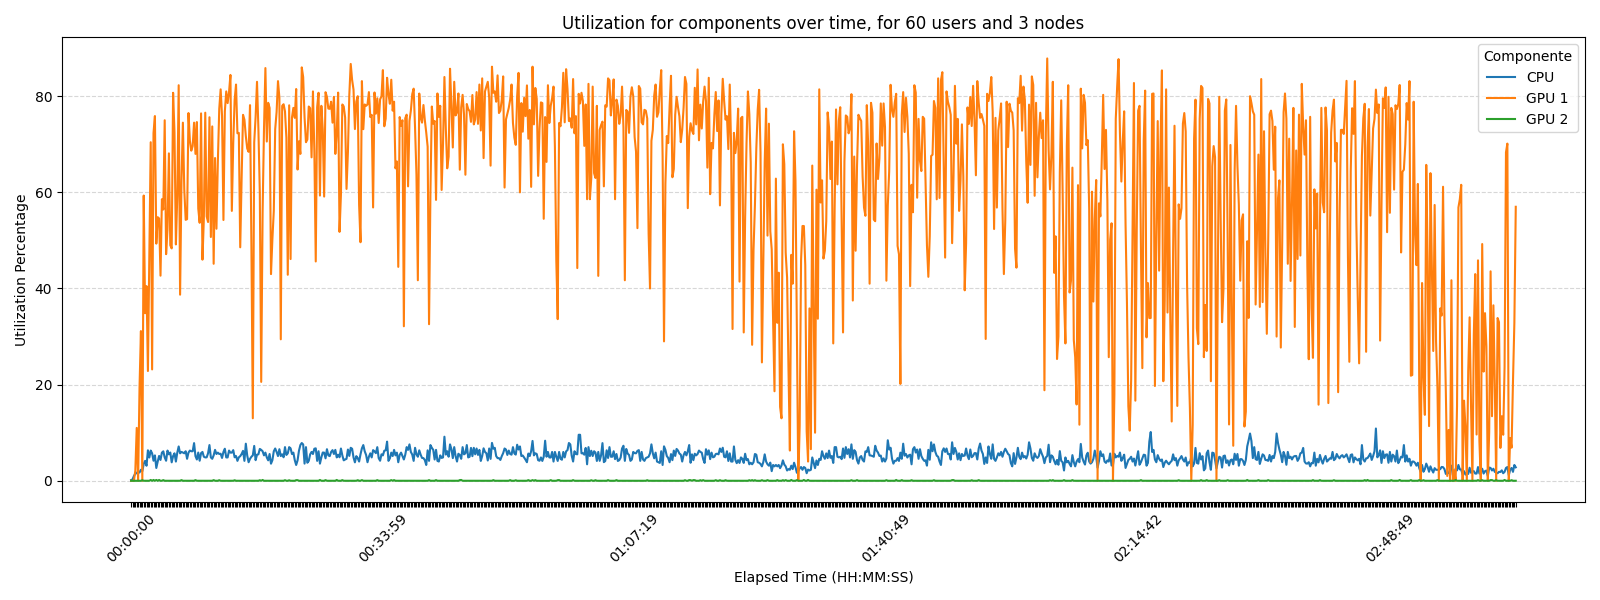 Utilization for components over time, for 60 users and 3 nodes
Componente
CPU
GPU 1
GPU 2
Utilization Percentage
80
60
40
20
0
00:00:00
00:33:59
01:07:19
01:40:49
02:14:42
02:48:49
Elapsed Time (HH:MM:SS)